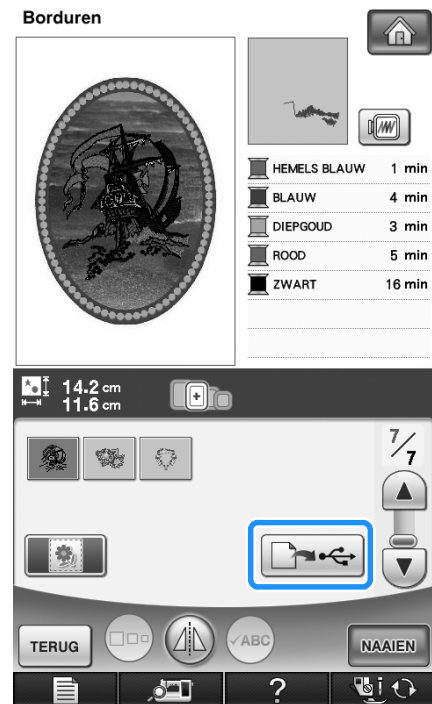 Borduren
HEMELS BLAUW 1 min
BLAUW 4 min
DIEPGOUD 3 min
ROOD 5 min
ZWART 16 min
14.2 cm
11.6 cm
7/7
TERUG
ABC
NAAIEN
?